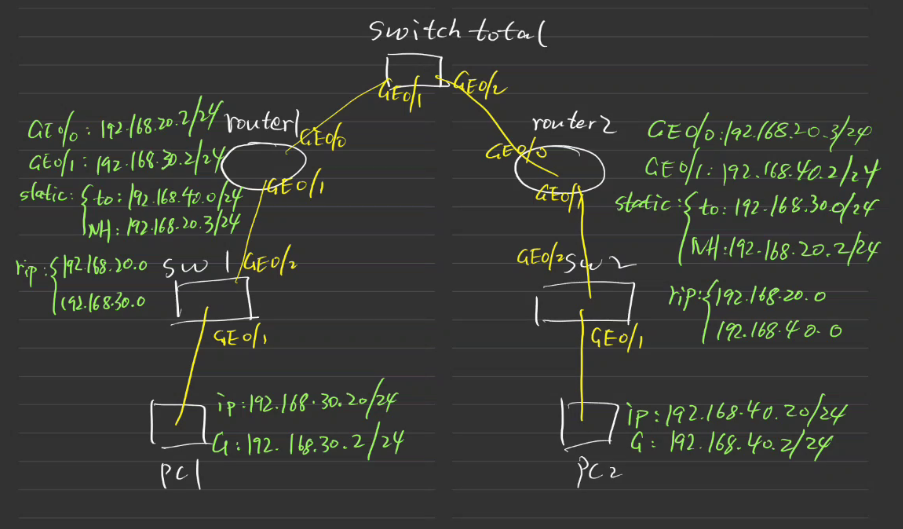 Switch total
GE0/1
GE0/2
router1
GE0/0
GE0/0: 192.168.20.2/24
GE0/1: 192.168.30.2/24
static: { to: 192.168.40.0/24
NH: 192.168.20.3/24
rip: { 192.168.20.0
192.168.30.0
GE0/1
GE0/2
SW1
GE0/1
ip: 192.168.30.20/24
G: 192.168.30.2/24
PC1
router2
GE0/0
GE0/0: 192.168.20.3/24
GE0/1: 192.168.40.2/24
static: { to: 192.168.30.0/24
NH: 192.168.20.2/24
rip: { 192.168.20.0
192.168.40.0
GE0/1
GE0/2
SW2
GE0/1
ip: 192.168.40.20/24
G: 192.168.40.2/24
PC2